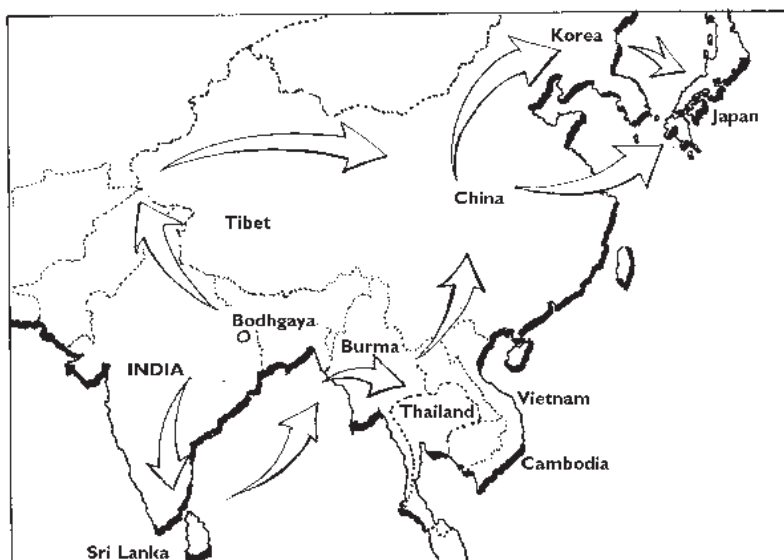 Korea
Japan
China
Tibet
Bodhgaya
Burma
INDIA
Thailand
Vietnam
Cambodia
Sri Lanka